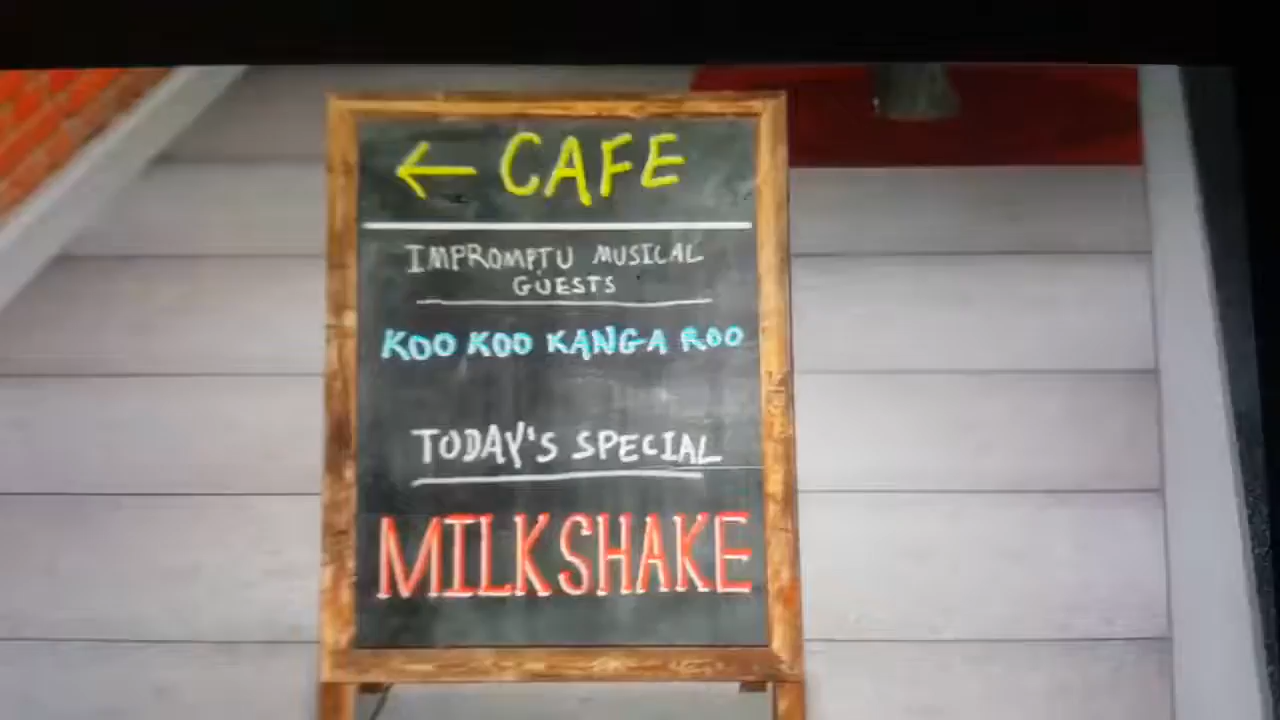 ← CAFE
IMPROMPTU MUSICAL
GUESTS
KOO KOO KANGA ROO
TODAY'S SPECIAL
MILKSHAKE